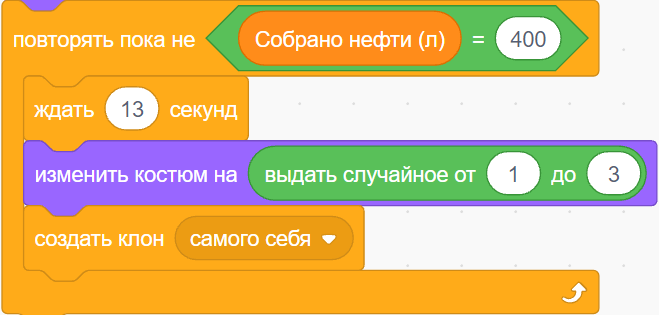 повторять пока не Собрано нефти (л) = 400
ждать 13 секунд
изменить костюм на выдать случайное от 1 до 3
создать клон самого себя